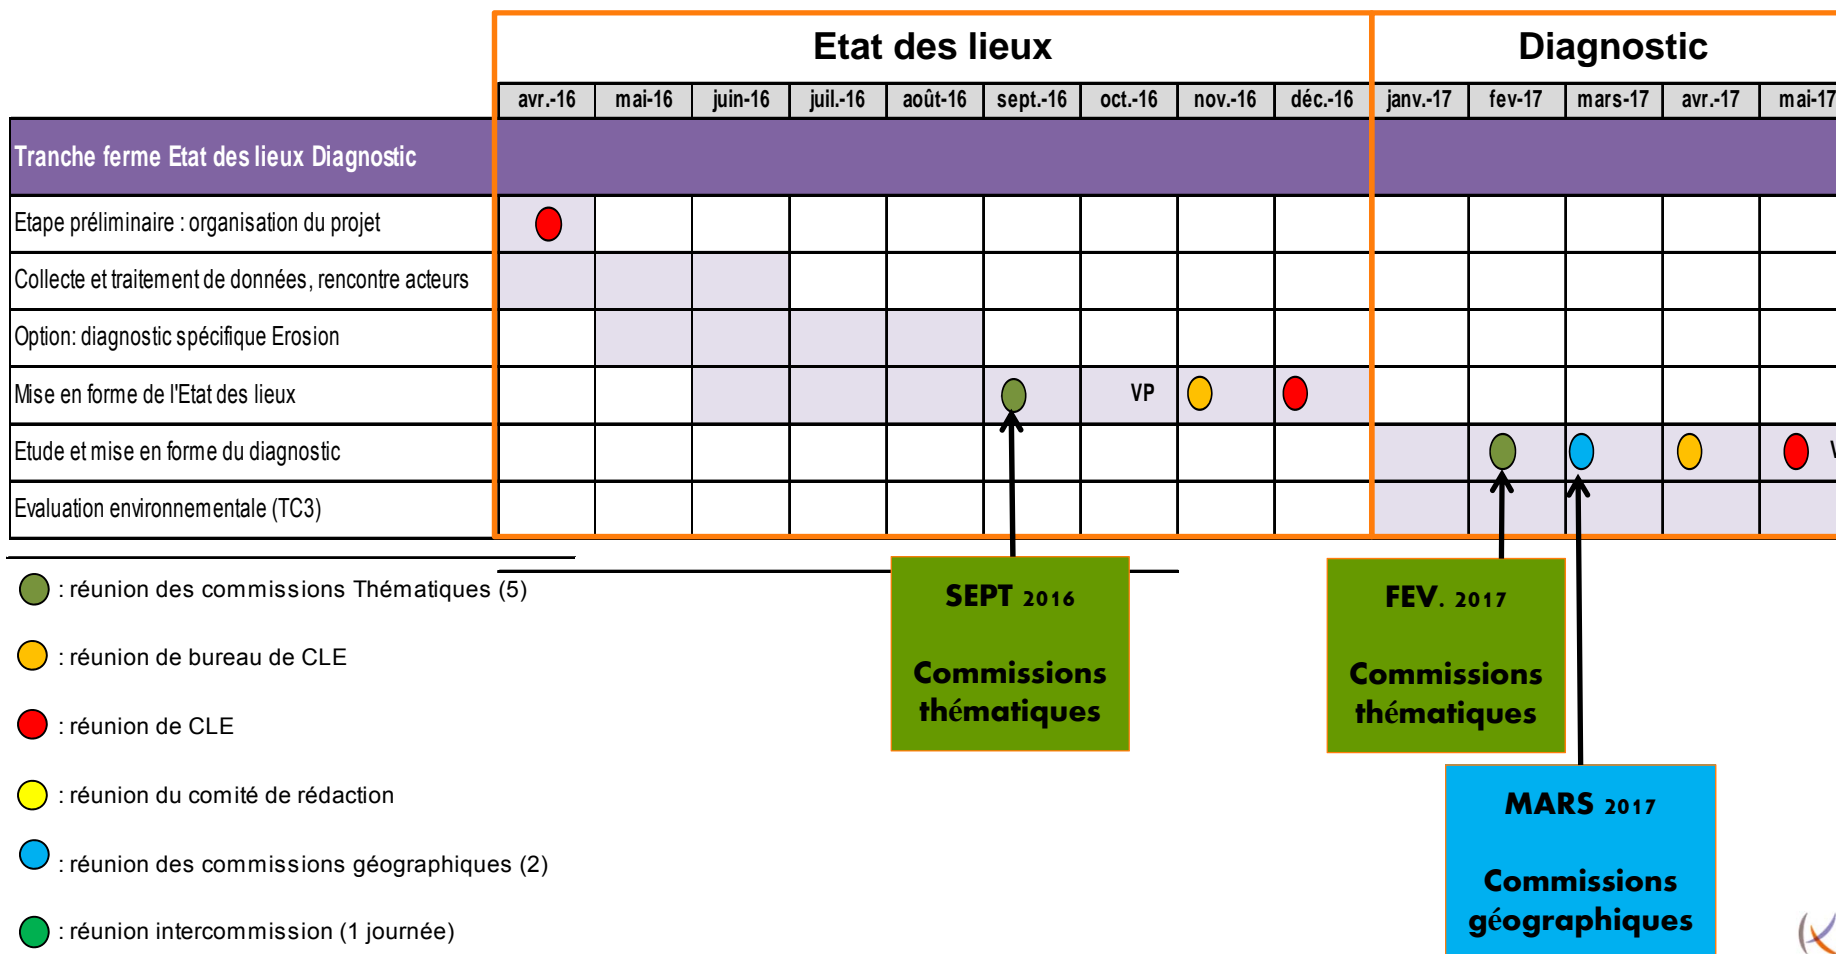 Etat des lieux Diagnostic
avr.-16 mai-16 juin-16 juil.-16 août-16 sept.-16 oct.-16 nov.-16 déc.-16 janv.-17 fev-17 mars-17 avr.-17 mai-17
Tranche ferme Etat des lieux Diagnostic
Etape préliminaire : organisation du projet
Collecte et traitement de données, rencontre acteurs
Option: diagnostic spécifique Erosion
Mise en forme de l'Etat des lieux VP
Etude et mise en forme du diagnostic
Evaluation environnementale (TC3)
: réunion des commissions Thématiques (5)
: réunion de bureau de CLE
: réunion de CLE
: réunion du comité de rédaction
: réunion des commissions géographiques (2)
: réunion intercommission (1 journée)
SEPT 2016
Commissions
thématiques
FEV. 2017
Commissions
thématiques
MARS 2017
Commissions
géographiques